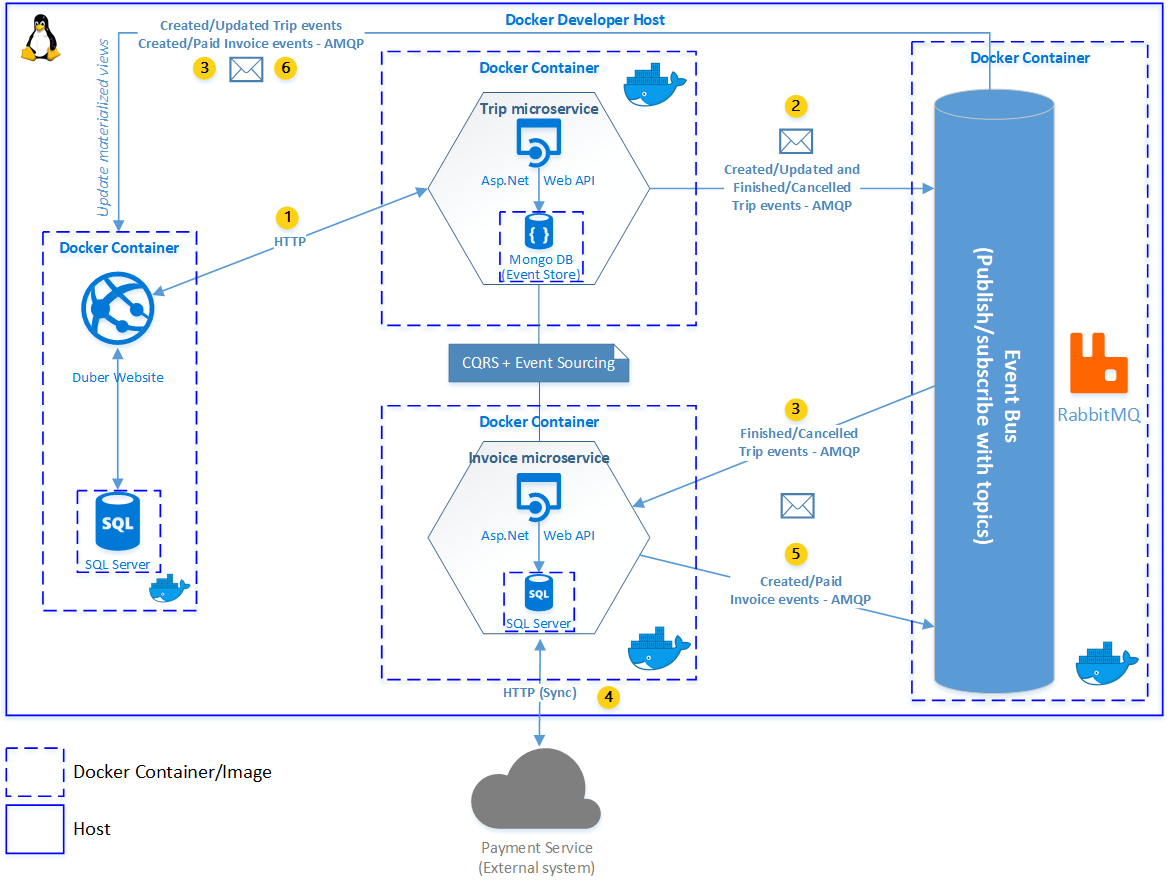 Docker Developer Host
Created/Updated Trip events
Created/Paid Invoice events - AMQP
3
6
Update materialized views
Docker Container
Trip microservice
Asp.Net
Web API
Mongo DB
(Event Store)
2
Created/Updated and
Finished/Cancelled
Trip events - AMQP
Docker Container
1
HTTP
Docker Container
Duber Website
SQL
SQL Server
CQRS + Event Sourcing
Docker Container
Invoice microservice
Asp.Net
Web API
SQL
SQL Server
3
Finished/Cancelled
Trip events - AMQP
5
Created/Paid
Invoice events - AMQP
Event Bus
(Publish/subscribe with topics)
RabbitMQ
HTTP (Sync)
4
Payment Service
(External system)
Docker Container/Image
Host